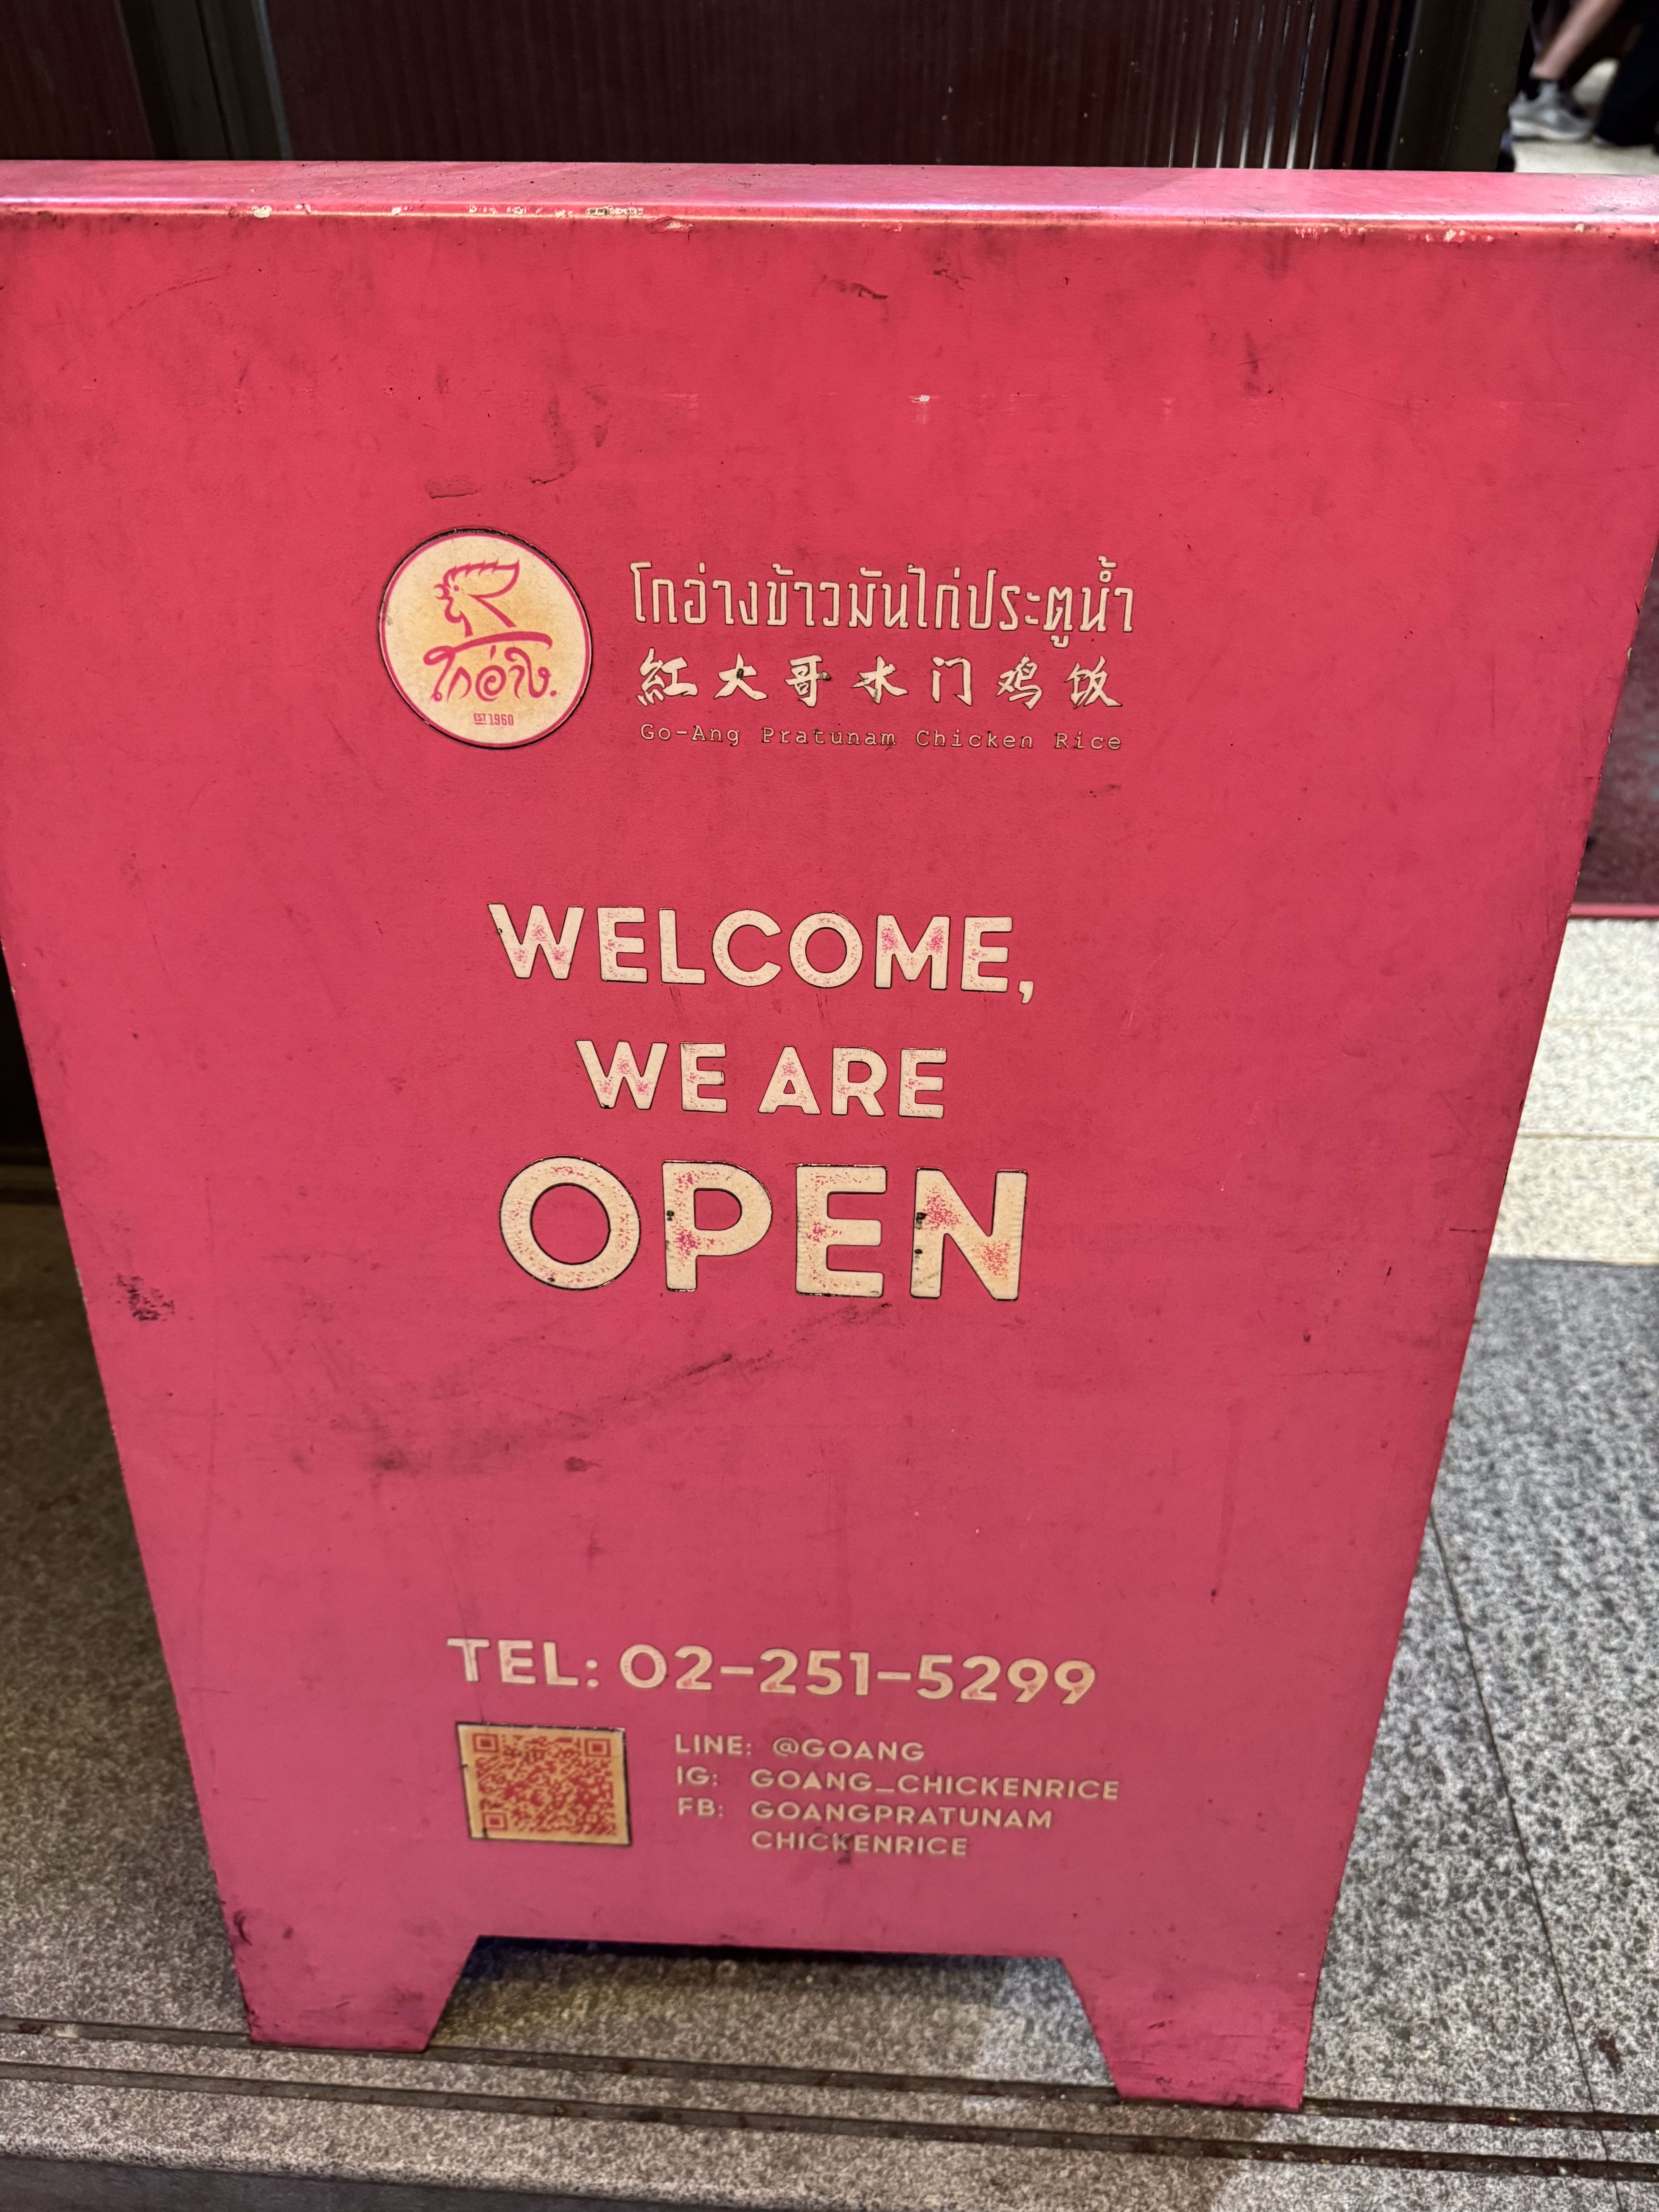 โกอ่าง.
EST 1960
โกอ่างข้าวมันไก่ประตูน้ำ
紅大哥水门鸡饭
Go-Ang Pratunam Chicken Rice
WELCOME,
WE ARE
OPEN
TEL: 02-251-5299
LINE: @GOANG
IG: GOANG_CHICKENRICE
FB: GOANGPRATUNAM
CHICKENRICE